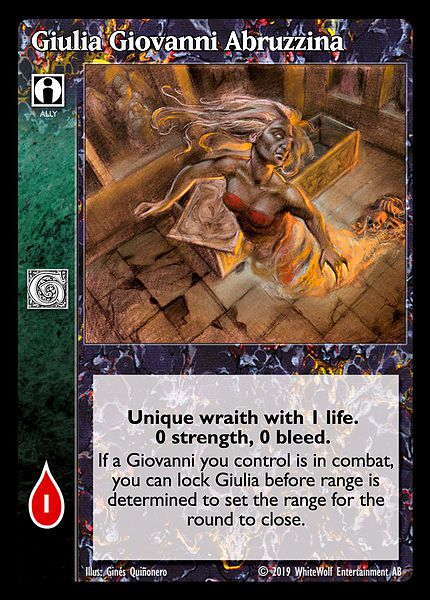 Giulia Giovanni Abruzzina
ALLY
G
Unique wraith with 1 life.
0 strength, 0 bleed.
If a Giovanni you control is in combat,
you can lock Giulia before range is
determined to set the range for the
round to close.
1
Illus: Ginés Quiñonero
© 2019 WhiteWolf Entertainment AB